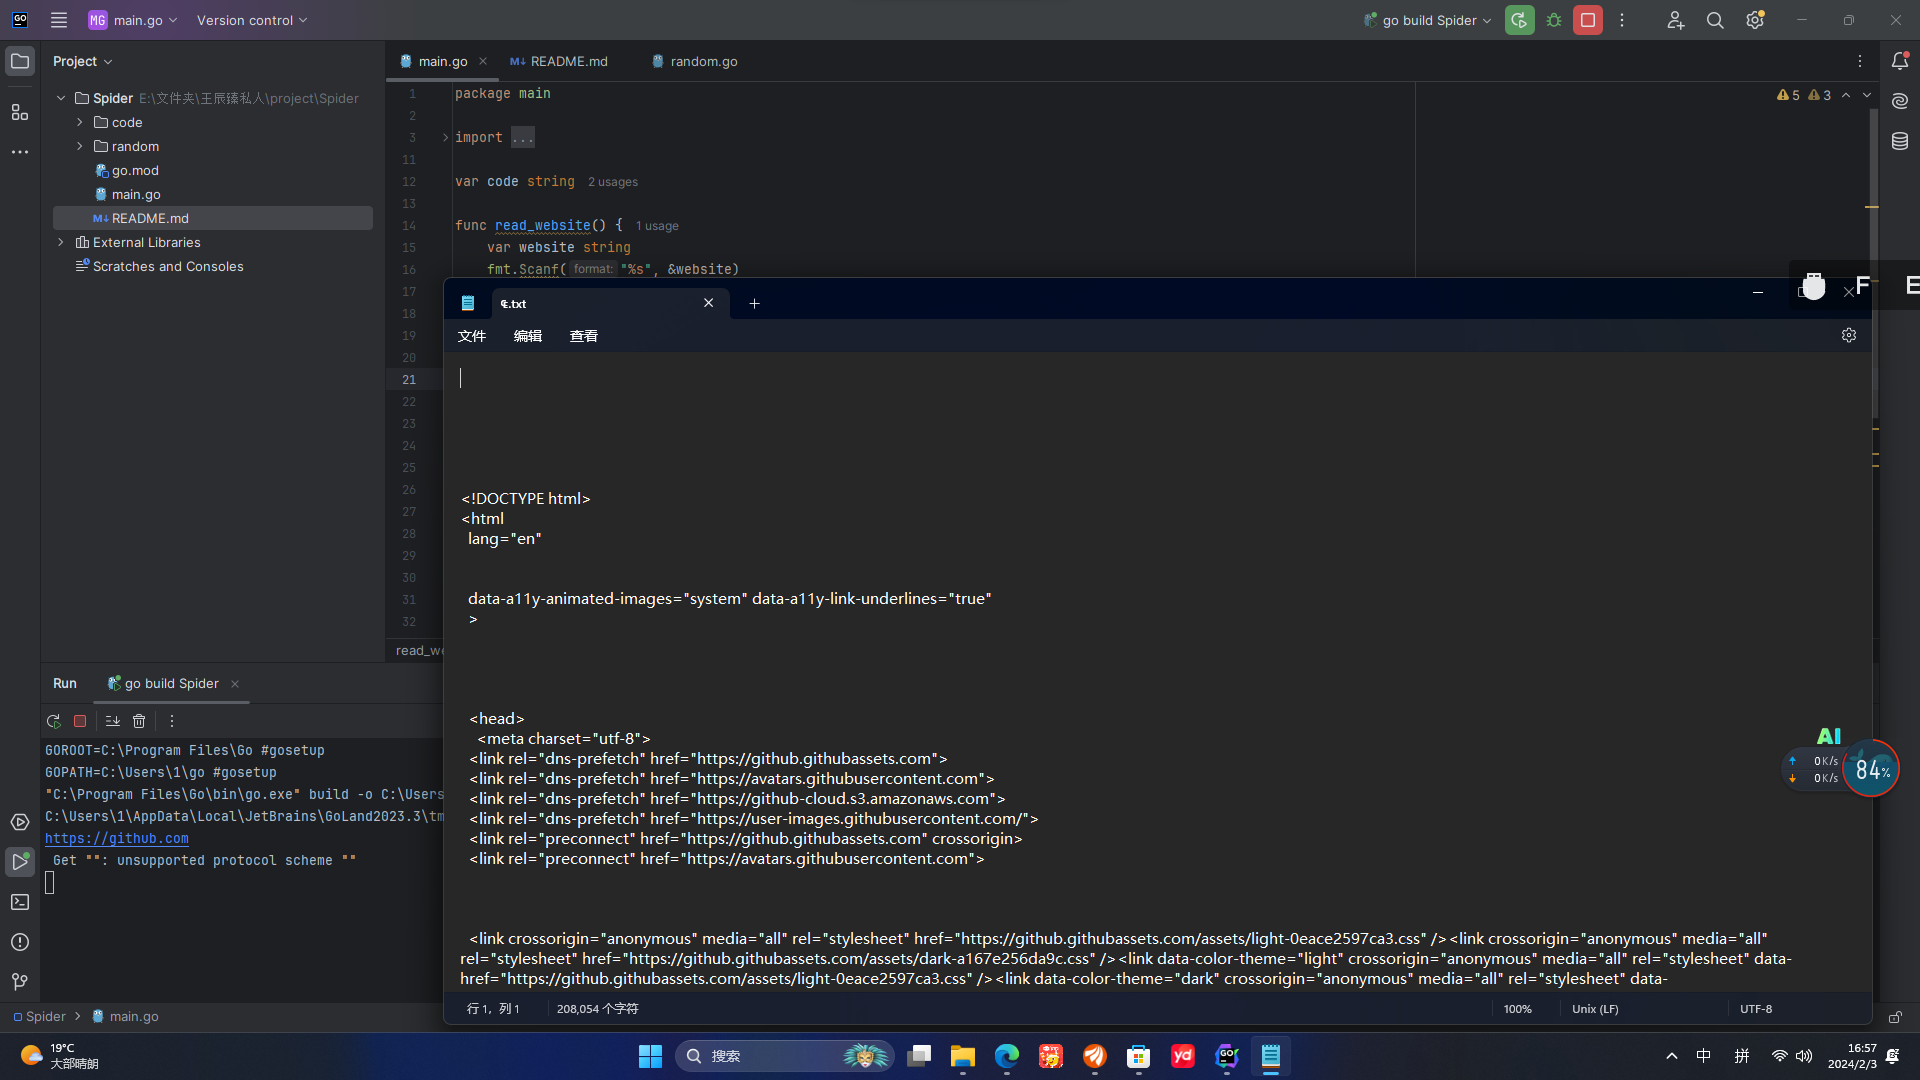 GO
MG main.go
Version control
go build Spider
Project
main.go
M↓ README.md
random.go
Spider E:\文件夹\王辰臻私人\project\Spider
code
random
go.mod
main.go
M↓ README.md
External Libraries
Scratches and Consoles
5 3
1 package main
2
3 import ...
11
12 var code string 2 usages
13
14 func read_website() { 1 usage
15 var website string
16 fmt.Scanf( format: "%s", &website)
17
18
19
20
21
22
23
24
25
26
27
28
29
30
31
32
.txt
F E
文件 编辑 查看
<!DOCTYPE html>
<html
lang="en"
data-a11y-animated-images="system" data-a11y-link-underlines="true"
>
<head>
<meta charset="utf-8">
<link rel="dns-prefetch" href="https://github.githubassets.com">
<link rel="dns-prefetch" href="https://avatars.githubusercontent.com">
<link rel="dns-prefetch" href="https://github-cloud.s3.amazonaws.com">
<link rel="dns-prefetch" href="https://user-images.githubusercontent.com/">
<link rel="preconnect" href="https://github.githubassets.com" crossorigin>
<link rel="preconnect" href="https://avatars.githubusercontent.com">
<link crossorigin="anonymous" media="all" rel="stylesheet" href="https://github.githubassets.com/assets/light-0eace2597ca3.css" /><link crossorigin="anonymous" media="all"
rel="stylesheet" href="https://github.githubassets.com/assets/dark-a167e256da9c.css" /><link data-color-theme="light" crossorigin="anonymous" media="all" rel="stylesheet" data-
href="https://github.githubassets.com/assets/light-0eace2597ca3.css" /><link data-color-theme="dark" crossorigin="anonymous" media="all" rel="stylesheet" data-
行 1，列 1
208,054 个字符
100%
Unix (LF)
UTF-8
read_we
Run
go build Spider
GOROOT=C:\Program Files\Go #gosetup
GOPATH=C:\Users\1\go #gosetup
"C:\Program Files\Go\bin\go.exe" build -o C:\Users
C:\Users\1\AppData\Local\JetBrains\GoLand2023.3\tm
https://github.com
Get "": unsupported protocol scheme ""
AI
0K/s
0K/s
84%
Spider
main.go
19°C
大部晴朗
搜索
yd
GO
中
拼
16:57
2024/2/3